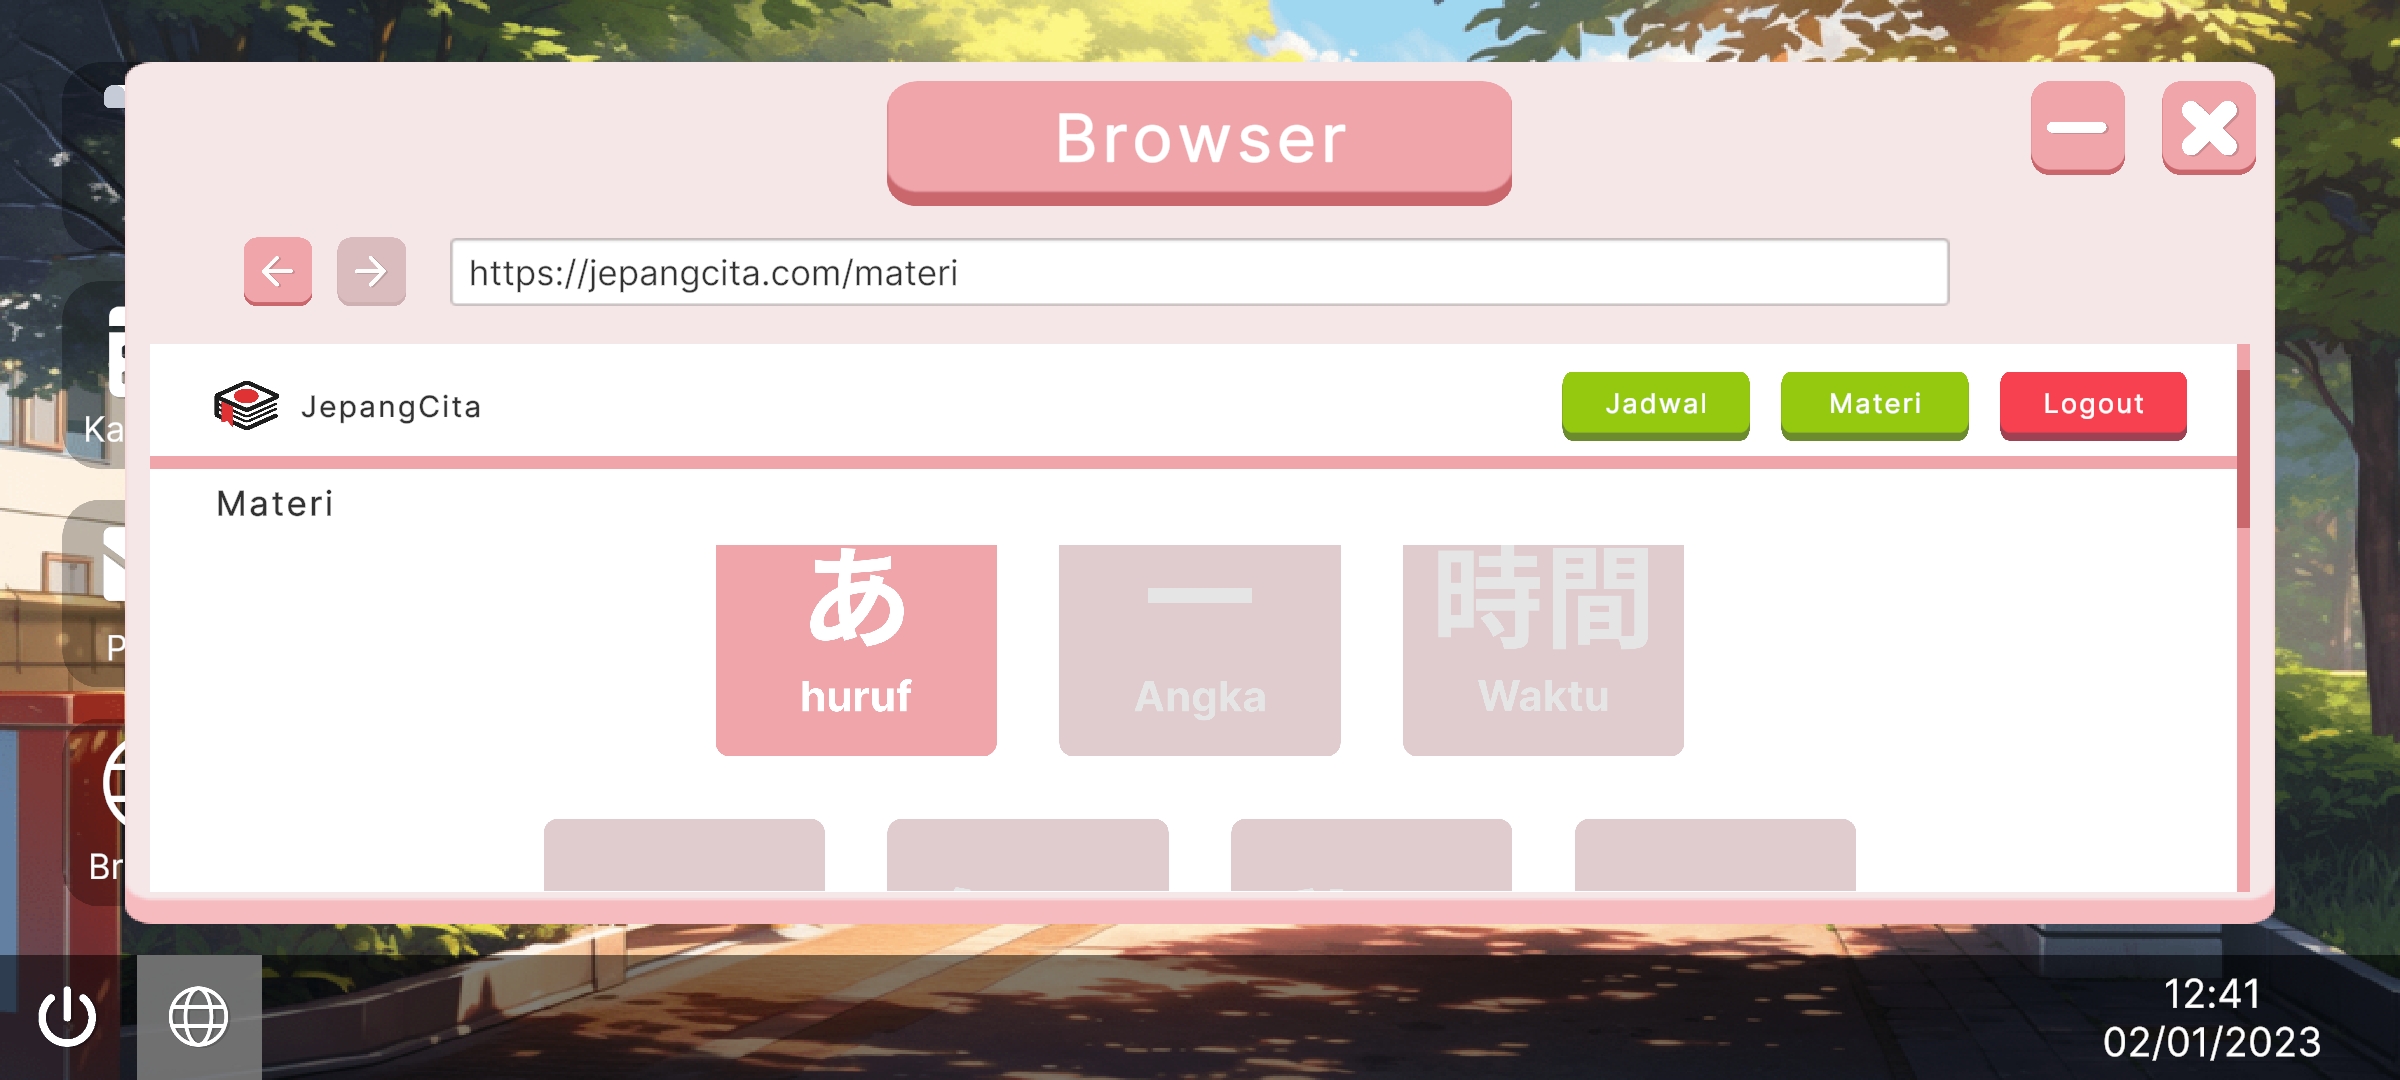 Browser
https://jepangcita.com/materi
JepangCita
Jadwal
Materi
Logout
Materi
あ
一
時間
huruf
Angka
Waktu
Ka
P
Br
12:41
02/01/2023